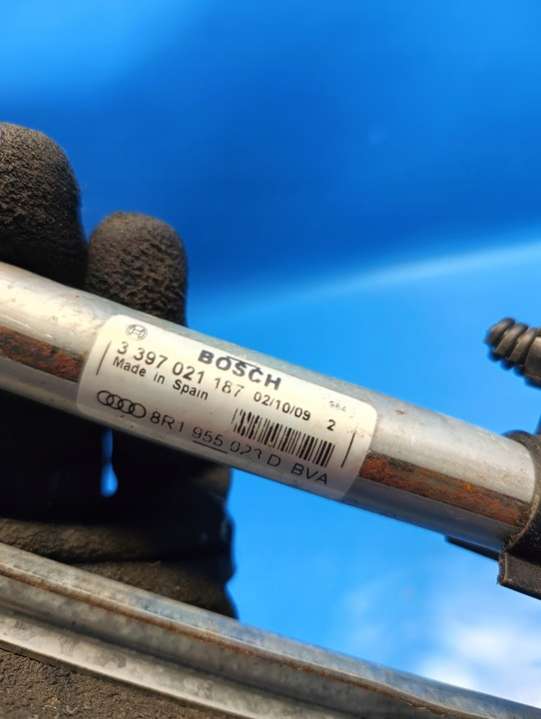 BOSCH
3 397 021 187 02/10/09 2
Made in Spain
8R1 955 023 D BVA